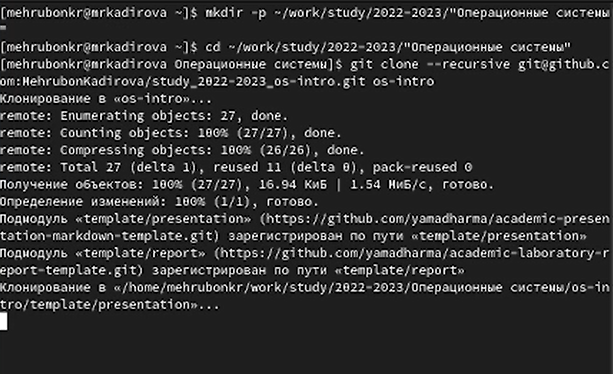 [mehrubonkr@mrkadirova ~]$ mkdir -p ~/work/study/2022-2023/"Операционные системы
"
[mehrubonkr@mrkadirova ~]$ cd ~/work/study/2022-2023/"Операционные системы"
[mehrubonkr@mrkadirova Операционные системы]$ git clone --recursive git@github.c
om:MehrubonKadirova/study_2022-2023_os-intro.git os-intro
Клонирование в «os-intro»...
remote: Enumerating objects: 27, done.
remote: Counting objects: 100% (27/27), done.
remote: Compressing objects: 100% (26/26), done.
remote: Total 27 (delta 1), reused 11 (delta 0), pack-reused 0
Получение объектов: 100% (27/27), 16.94 КиБ | 1.54 МиБ/с, готово.
Определение изменений: 100% (1/1), готово.
Подмодуль «template/presentation» (https://github.com/yamadharma/academic-presen
tation-markdown-template.git) зарегистрирован по пути «template/presentation»
Подмодуль «template/report» (https://github.com/yamadharma/academic-laboratory-r
eport-template.git) зарегистрирован по пути «template/report»
Клонирование в «/home/mehrubonkr/work/study/2022-2023/Операционные системы/os-in
tro/template/presentation»...